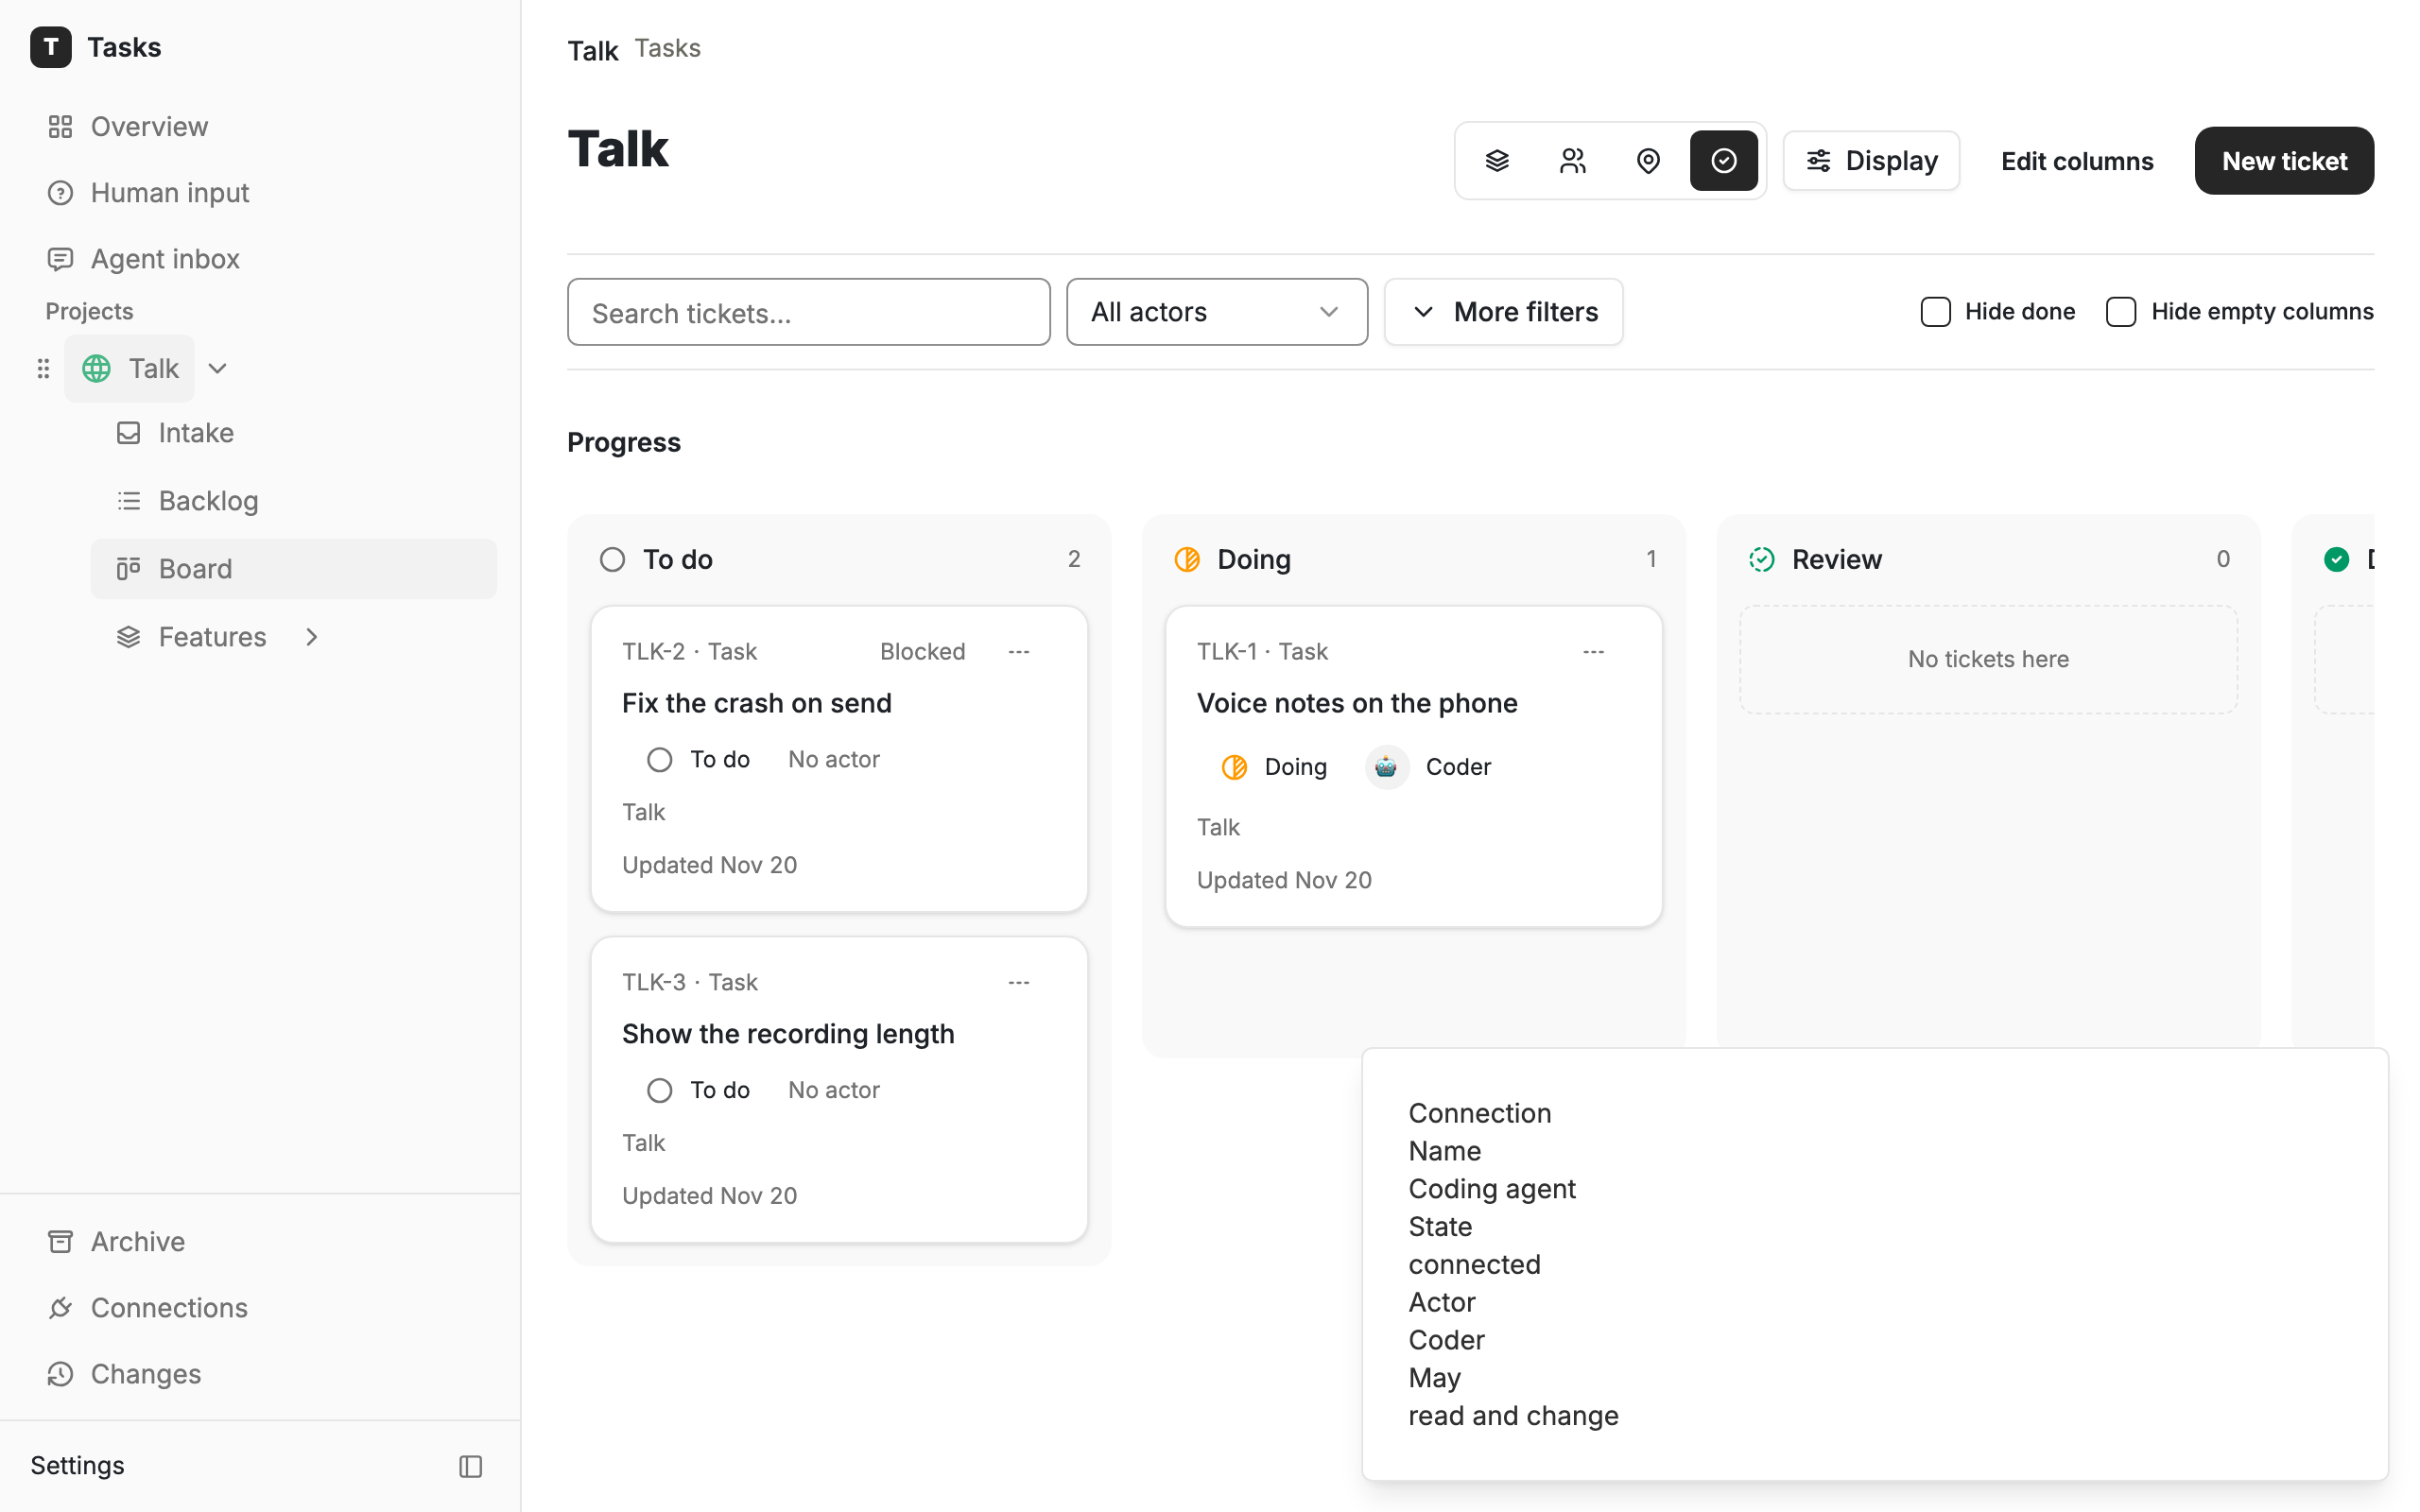 T Tasks
Overview
Human input
Agent inbox
Projects
Talk
Intake
Backlog
Board
Features
Archive
Connections
Changes
Settings
Talk Tasks
Talk
Display
Edit columns
New ticket
Search tickets...
All actors
More filters
Hide done
Hide empty columns
Progress
To do 2
TLK-2 · Task Blocked
Fix the crash on send
To do No actor
Talk
Updated Nov 20
TLK-3 · Task
Show the recording length
To do No actor
Talk
Updated Nov 20
Doing 1
TLK-1 · Task
Voice notes on the phone
Doing Coder
Talk
Updated Nov 20
Review 0
No tickets here
Connection
Name
Coding agent
State
connected
Actor
Coder
May
read and change